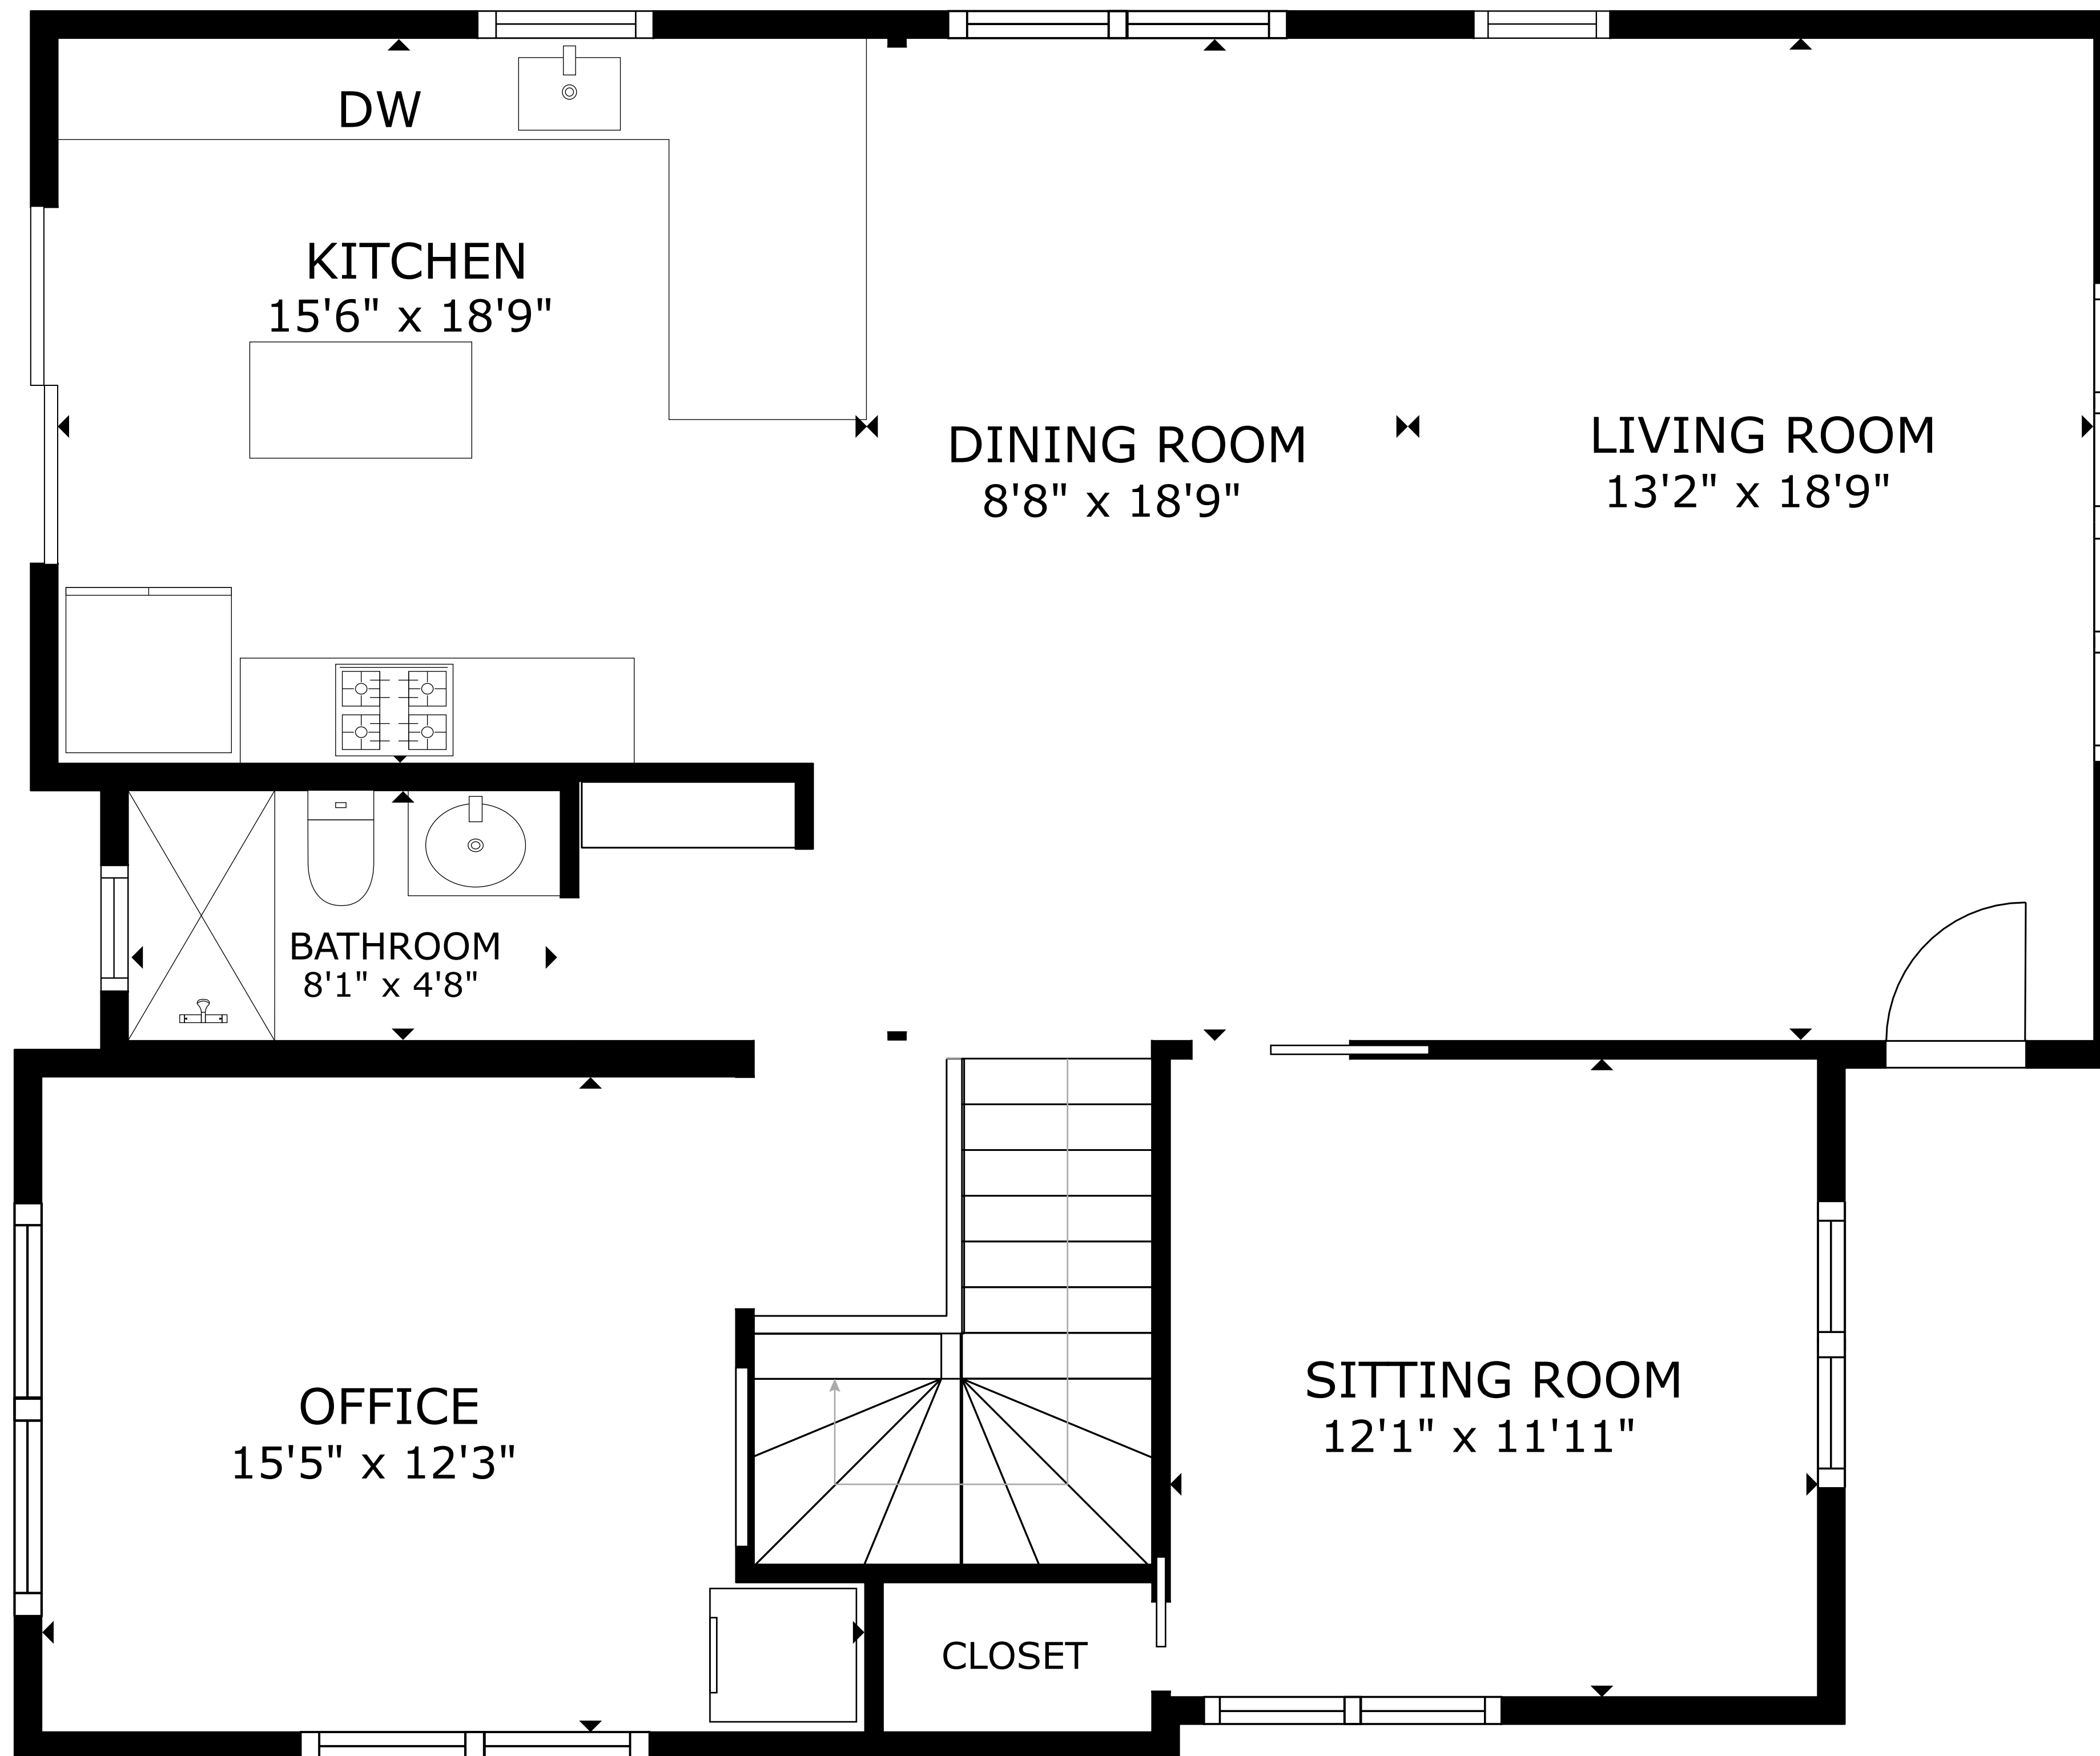 DW
KITCHEN
15'6" x 18'9"
DINING ROOM
8'8" x 18'9"
LIVING ROOM
13'2" x 18'9"
BATHROOM
8'1" x 4'8"
OFFICE
15'5" x 12'3"
SITTING ROOM
12'1" x 11'11"
CLOSET